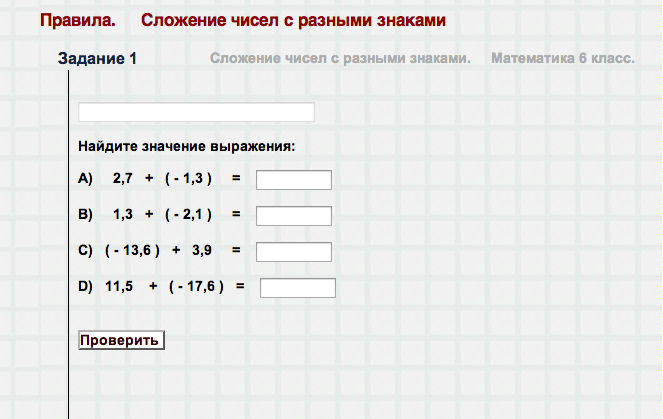 Правила. Сложение чисел с разными знаками
Задание 1 Сложение чисел с разными знаками. Математика 6 класс.
Найдите значение выражения:
A) 2,7 + ( - 1,3 ) =
B) 1,3 + ( - 2,1 ) =
C) ( - 13,6 ) + 3,9 =
D) 11,5 + ( - 17,6 ) =
Проверить